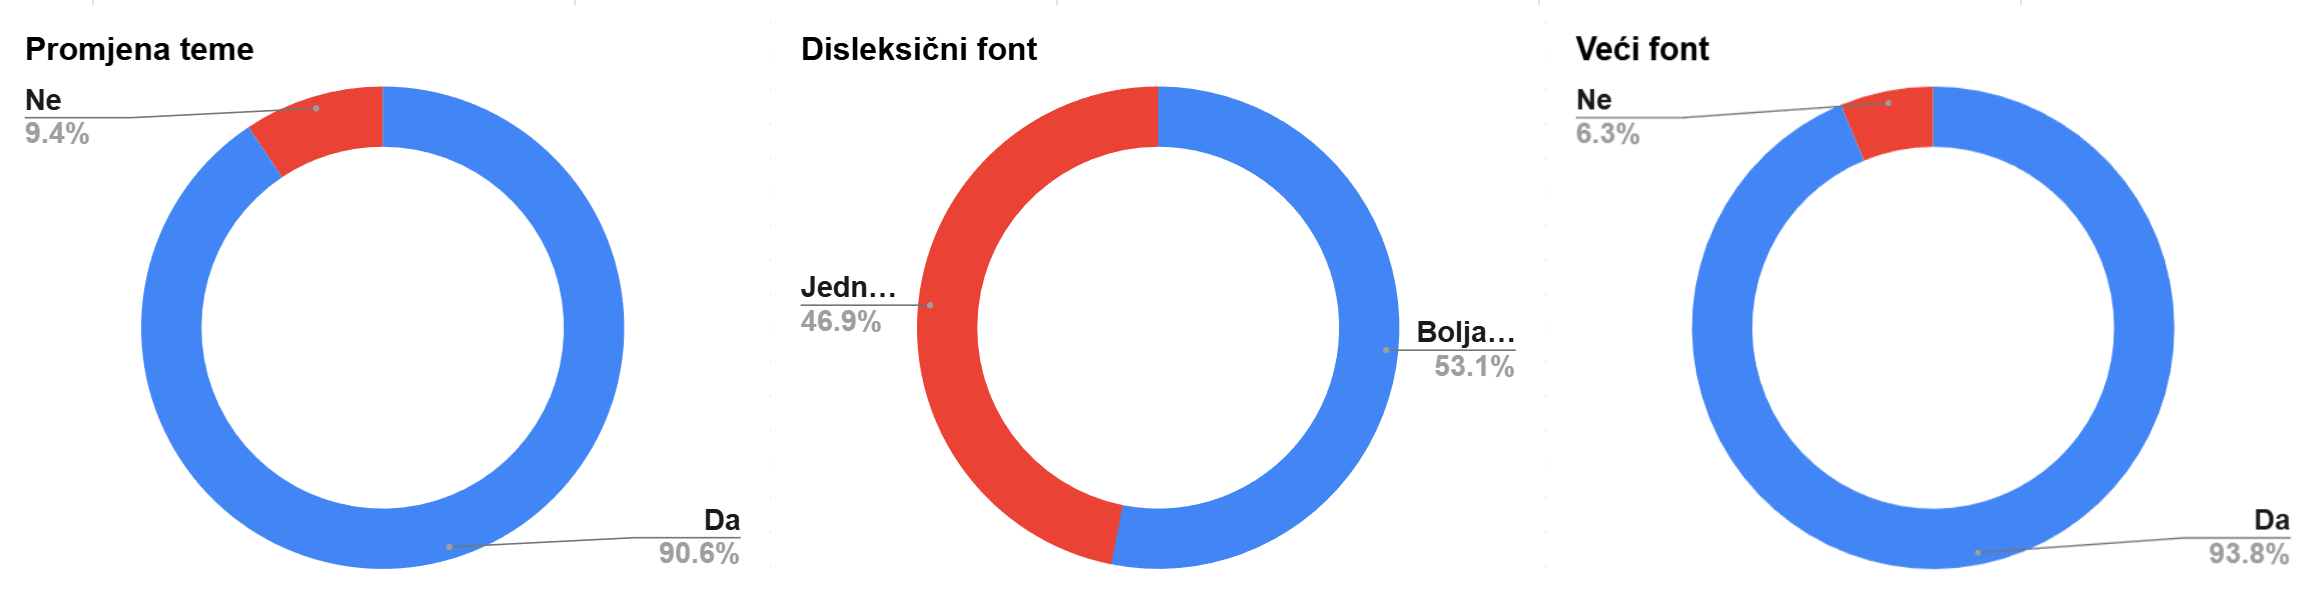 Promjena teme
Ne
9.4%
Da
90.6%
Disleksični font
Jedn...
46.9%
Bolja...
53.1%
Veći font
Ne
6.3%
Da
93.8%